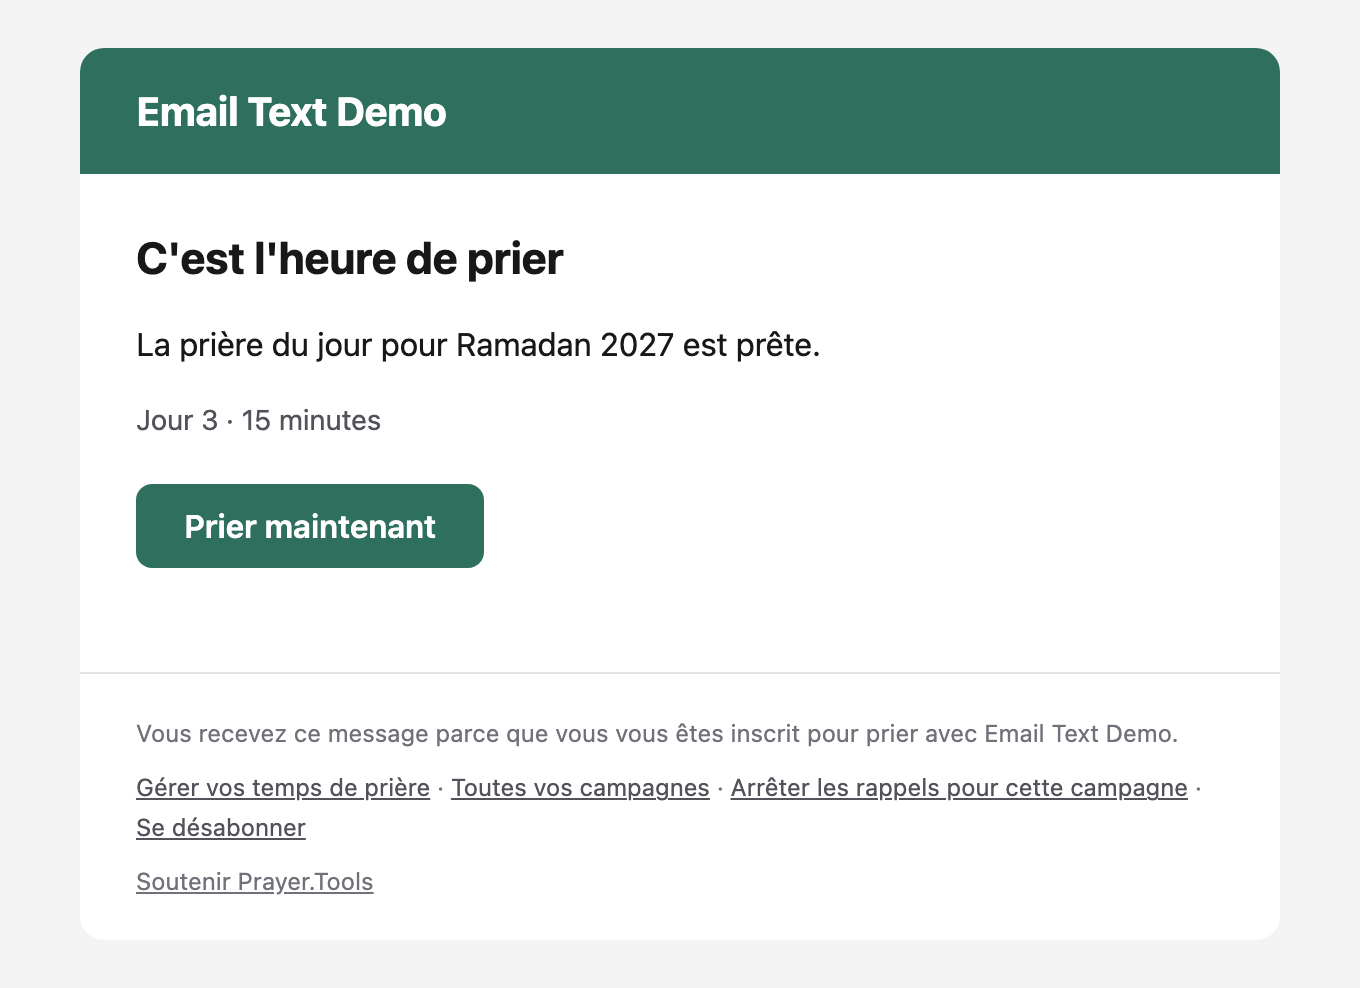 Email Text Demo
C'est l'heure de prier
La prière du jour pour Ramadan 2027 est prête.
Jour 3 · 15 minutes
Prier maintenant
Vous recevez ce message parce que vous vous êtes inscrit pour prier avec Email Text Demo.
Gérer vos temps de prière · Toutes vos campagnes · Arrêter les rappels pour cette campagne ·
Se désabonner
Soutenir Prayer.Tools